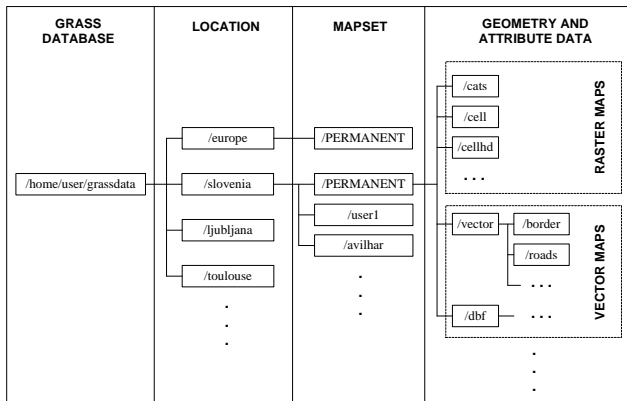 GRASS
DATABASE
LOCATION
MAPSET
GEOMETRY AND
ATTRIBUTE DATA
/home/user/grassdata
/europe
/slovenia
/ljubljana
/toulouse
.
.
.
/PERMANENT
/PERMANENT
/user1
/avilhar
.
.
.
/cats
/cell
/cellhd
. . .
RASTER MAPS
/vector
/border
/roads
. . .
/dbf
. . .
VECTOR MAPS
.
.
.